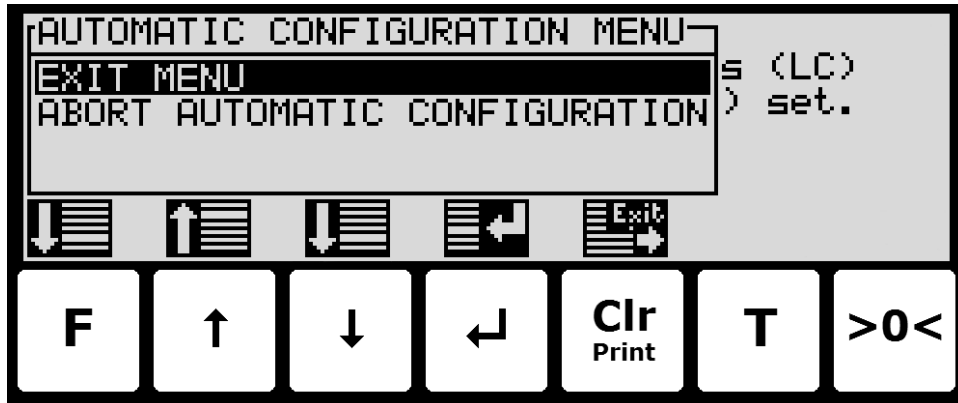 AUTOMATIC CONFIGURATION MENU
EXIT MENU
s (LC)
ABORT AUTOMATIC CONFIGURATION
) set.
Exit
F
↑
↓
↵
Clr
Print
T
>0<